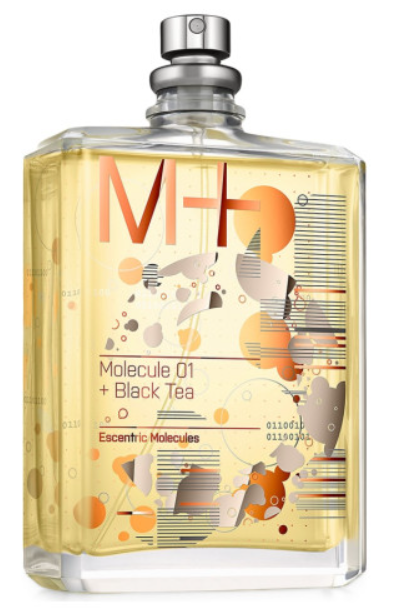 M+
Molecule 01
+ Black Tea
Escentric Molecules
0110010
01100101